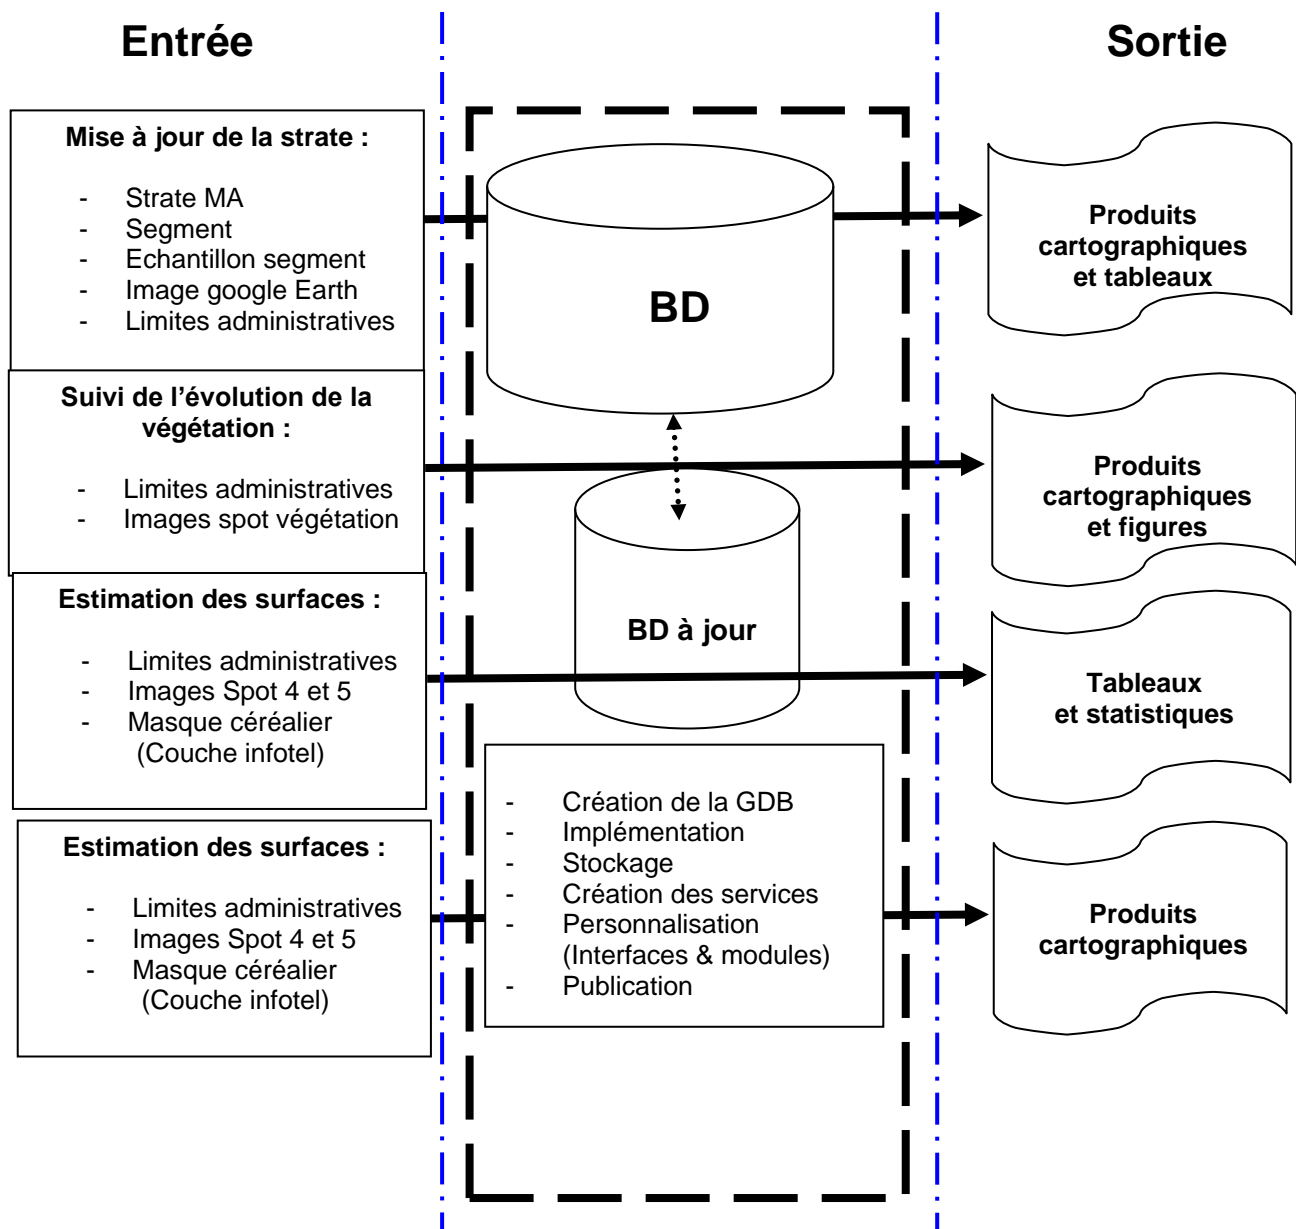 Entrée
Sortie
Mise à jour de la strate :
- Strate MA
- Segment
- Echantillon segment
- Image google Earth
- Limites administratives
Suivi de l’évolution de la
végétation :
- Limites administratives
- Images spot végétation
Estimation des surfaces :
- Limites administratives
- Images Spot 4 et 5
- Masque céréalier
(Couche infotel)
Estimation des surfaces :
- Limites administratives
- Images Spot 4 et 5
- Masque céréalier
(Couche infotel)
BD
BD à jour
- Création de la GDB
- Implémentation
- Stockage
- Création des services
- Personnalisation
(Interfaces & modules)
- Publication
Produits
cartographiques
et tableaux
Produits
cartographiques
et figures
Tableaux
et statistiques
Produits
cartographiques